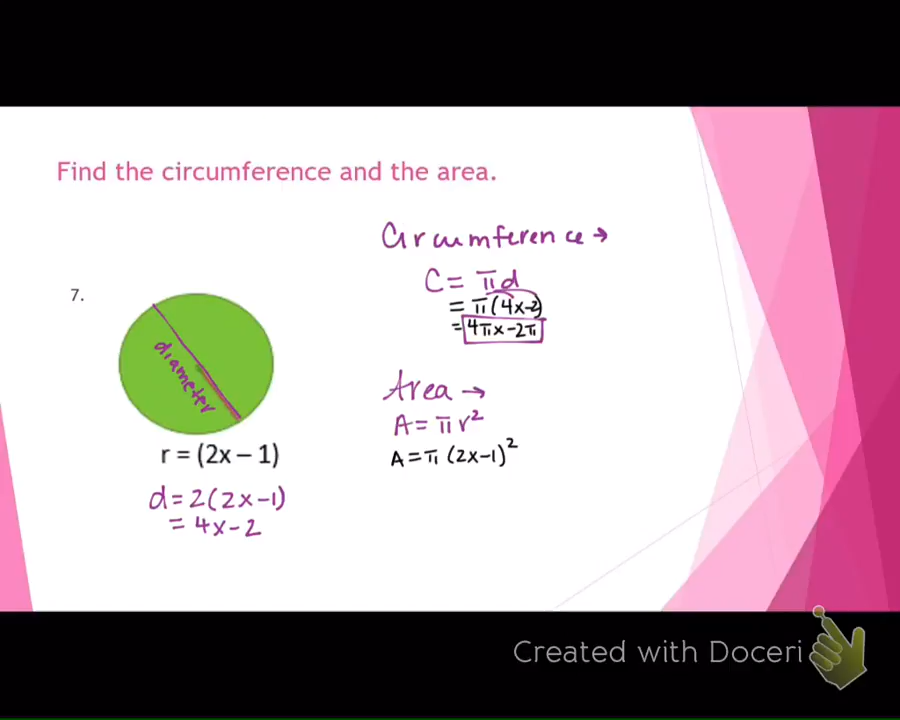 Find the circumference and the area.
Circumference →
7.
C = πd
= π(4x-2)
= 4πx-2π
diameter
Area →
A = πr²
r = (2x – 1)
A = π(2x-1)²
d = 2(2x-1)
= 4x-2
Created with Doceri